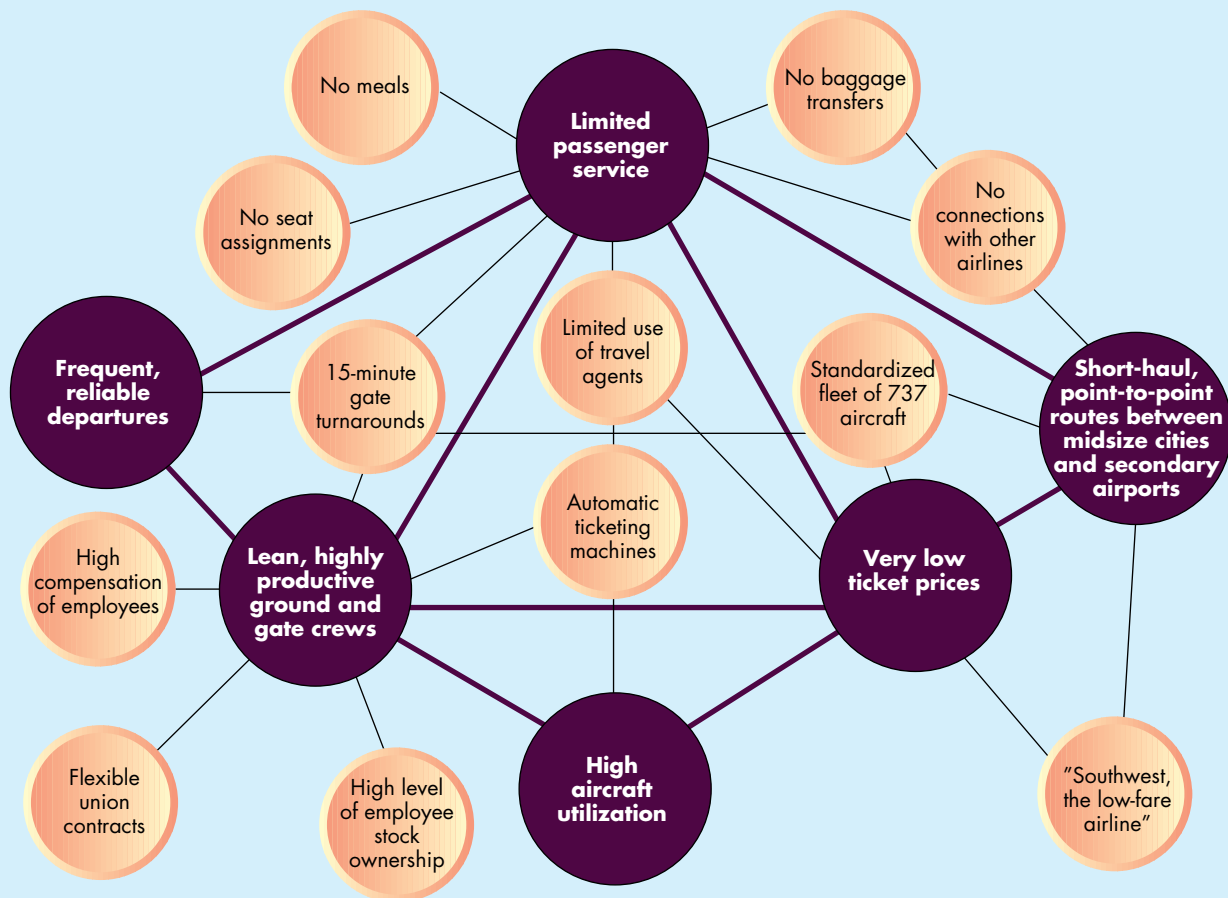 No meals
Limited
passenger
service
No baggage
transfers
No seat
assignments
No
connections
with other
airlines
Frequent,
reliable
departures
15-minute
gate
turnarounds
Limited use
of travel
agents
Standardized
fleet of 737
aircraft
Short-haul,
point-to-point
routes between
midsize cities
and secondary
airports
High
compensation
of employees
Lean, highly
productive
ground and
gate crews
Automatic
ticketing
machines
Very low
ticket prices
Flexible
union
contracts
High level
of employee
stock
ownership
High
aircraft
utilization
"Southwest,
the low-fare
airline"